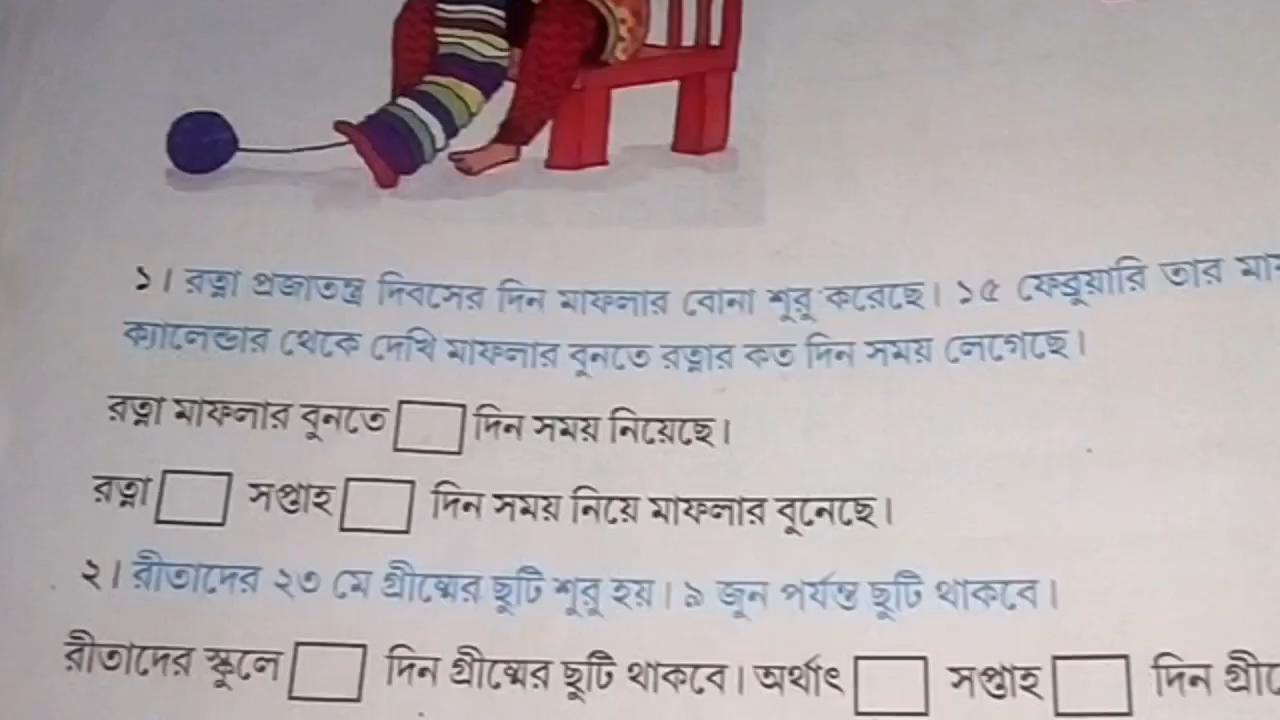 ১। রত্না প্রজাতন্ত্র দিবসের দিন মাফলার বোনা শুরু করেছে। ১৫ ফেব্রুয়ারি তার
ক্যালেন্ডার থেকে দেখি মাফলার বুনতে রত্নার কত দিন সময় লেগেছে।
রত্না মাফলার বুনতে দিন সময় নিয়েছে।
রত্না সপ্তাহ দিন সময় নিয়ে মাফলার বুনেছে।
২। রীতাদের ২৩ মে গ্রীষ্মের ছুটি শুরু হয়। ৯ জুন পর্যন্ত ছুটি থাকবে।
রীতাদের স্কুলে দিন গ্রীষ্মের ছুটি থাকবে। অর্থাৎ সপ্তাহ দিন